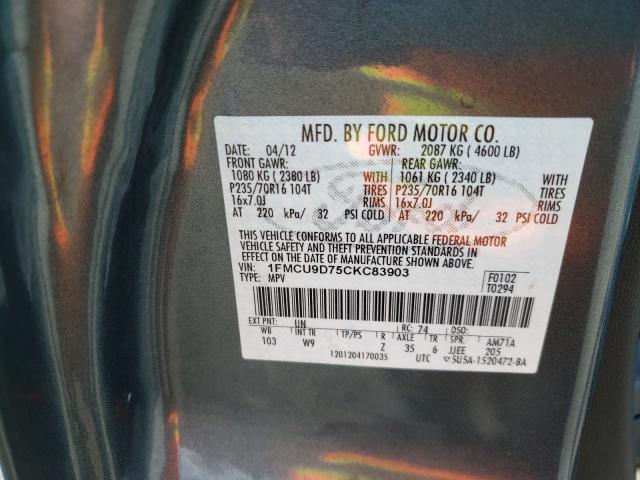 MFD. BY FORD MOTOR CO.
DATE: 04/12 GVWR: 2087 KG ( 4600 LB)
FRONT GAWR: REAR GAWR:
1080 KG ( 2380 LB) WITH 1061 KG ( 2340 LB) WITH
P235/70R16 104T TIRES P235/70R16 104T TIRES
16x7.0J RIMS 16x7.0J RIMS
AT 220 kPa/ 32 PSI COLD AT 220 kPa/ 32 PSI COLD
THIS VEHICLE CONFORMS TO ALL APPLICABLE FEDERAL MOTOR
VEHICLE SAFETY AND THEFT PREVENTION STANDARDS IN
EFFECT ON THE DATE OF MANUFACTURE SHOWN ABOVE.
VIN: 1FMCU9D75CKC83903
TYPE: MPV
F0102
T0294
EXT PNT: UN RC: 74 DSO:
WB INT TR TP/PS R AXLE TR SPR AM71A
103 W9 Z 35 6 JJEE 205
1201204170035 UTC 5U5A-1520472-BA